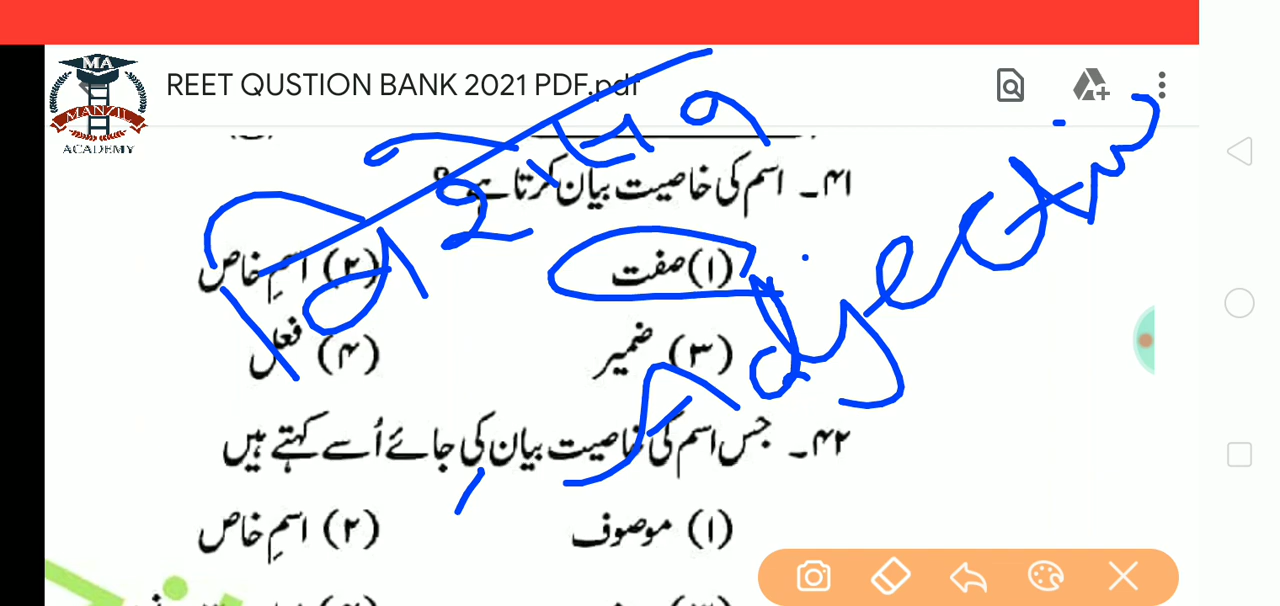 MA
MANZIL
ACADEMY
REET QUSTION BANK 2021 PDF.pdf
۴۱۔ اسم کی خاصیت بیان کرتا ہے؟
(۱) صفت (۲) اسمِ خاص
(۳) ضمیر (۴) فعل
Adjectiv
۴۲۔ جس اسم کی خاصیت بیان کی جائے اُسے کہتے ہیں
(۱) موصوف (۲) اسمِ خاص